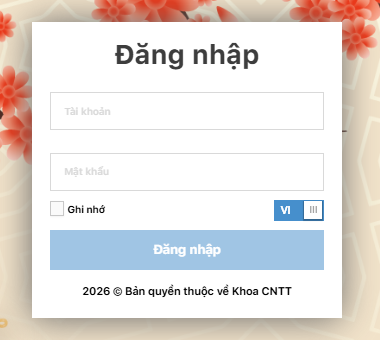 Đăng nhập
Tài khoản
Mật khẩu
Ghi nhớ
VI
Đăng nhập
2026 © Bản quyền thuộc về Khoa CNTT